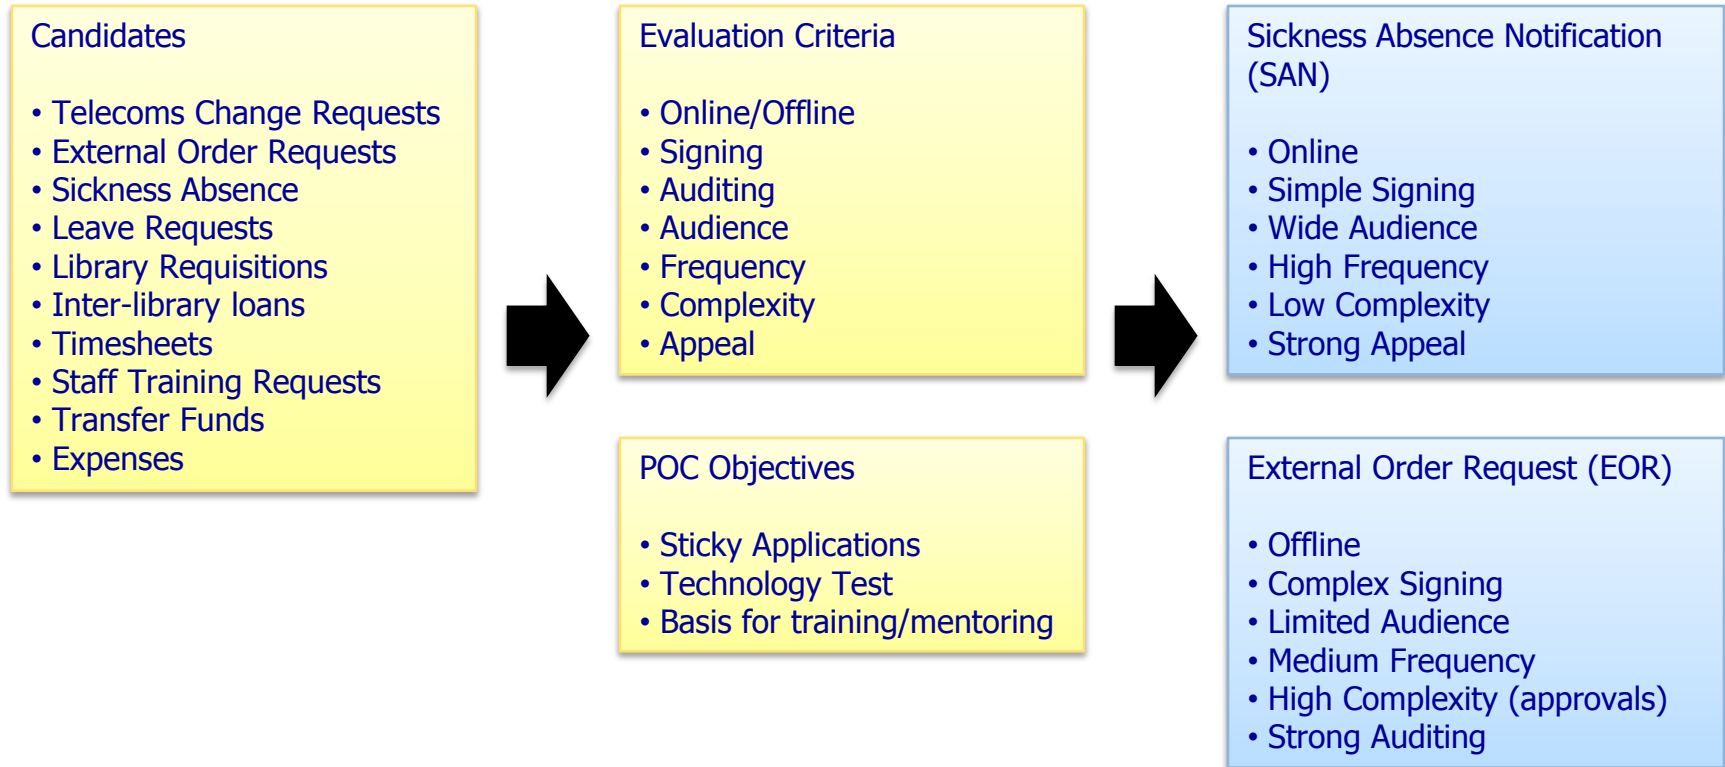 Candidates
• Telecoms Change Requests
• External Order Requests
• Sickness Absence
• Leave Requests
• Library Requisitions
• Inter-library loans
• Timesheets
• Staff Training Requests
• Transfer Funds
• Expenses
Evaluation Criteria
• Online/Offline
• Signing
• Auditing
• Audience
• Frequency
• Complexity
• Appeal
POC Objectives
• Sticky Applications
• Technology Test
• Basis for training/mentoring
Sickness Absence Notification
(SAN)
• Online
• Simple Signing
• Wide Audience
• High Frequency
• Low Complexity
• Strong Appeal
External Order Request (EOR)
• Offline
• Complex Signing
• Limited Audience
• Medium Frequency
• High Complexity (approvals)
• Strong Auditing